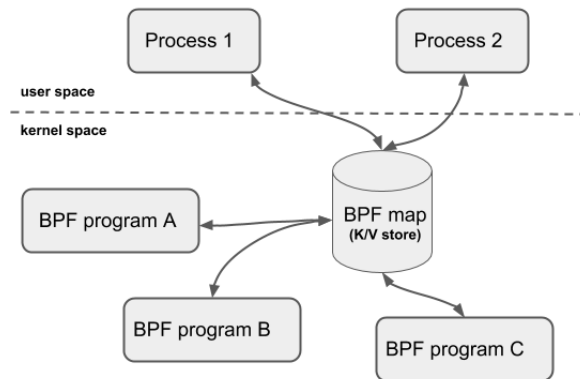 Process 1
Process 2
user space
kernel space
BPF map
(K/V store)
BPF program A
BPF program B
BPF program C